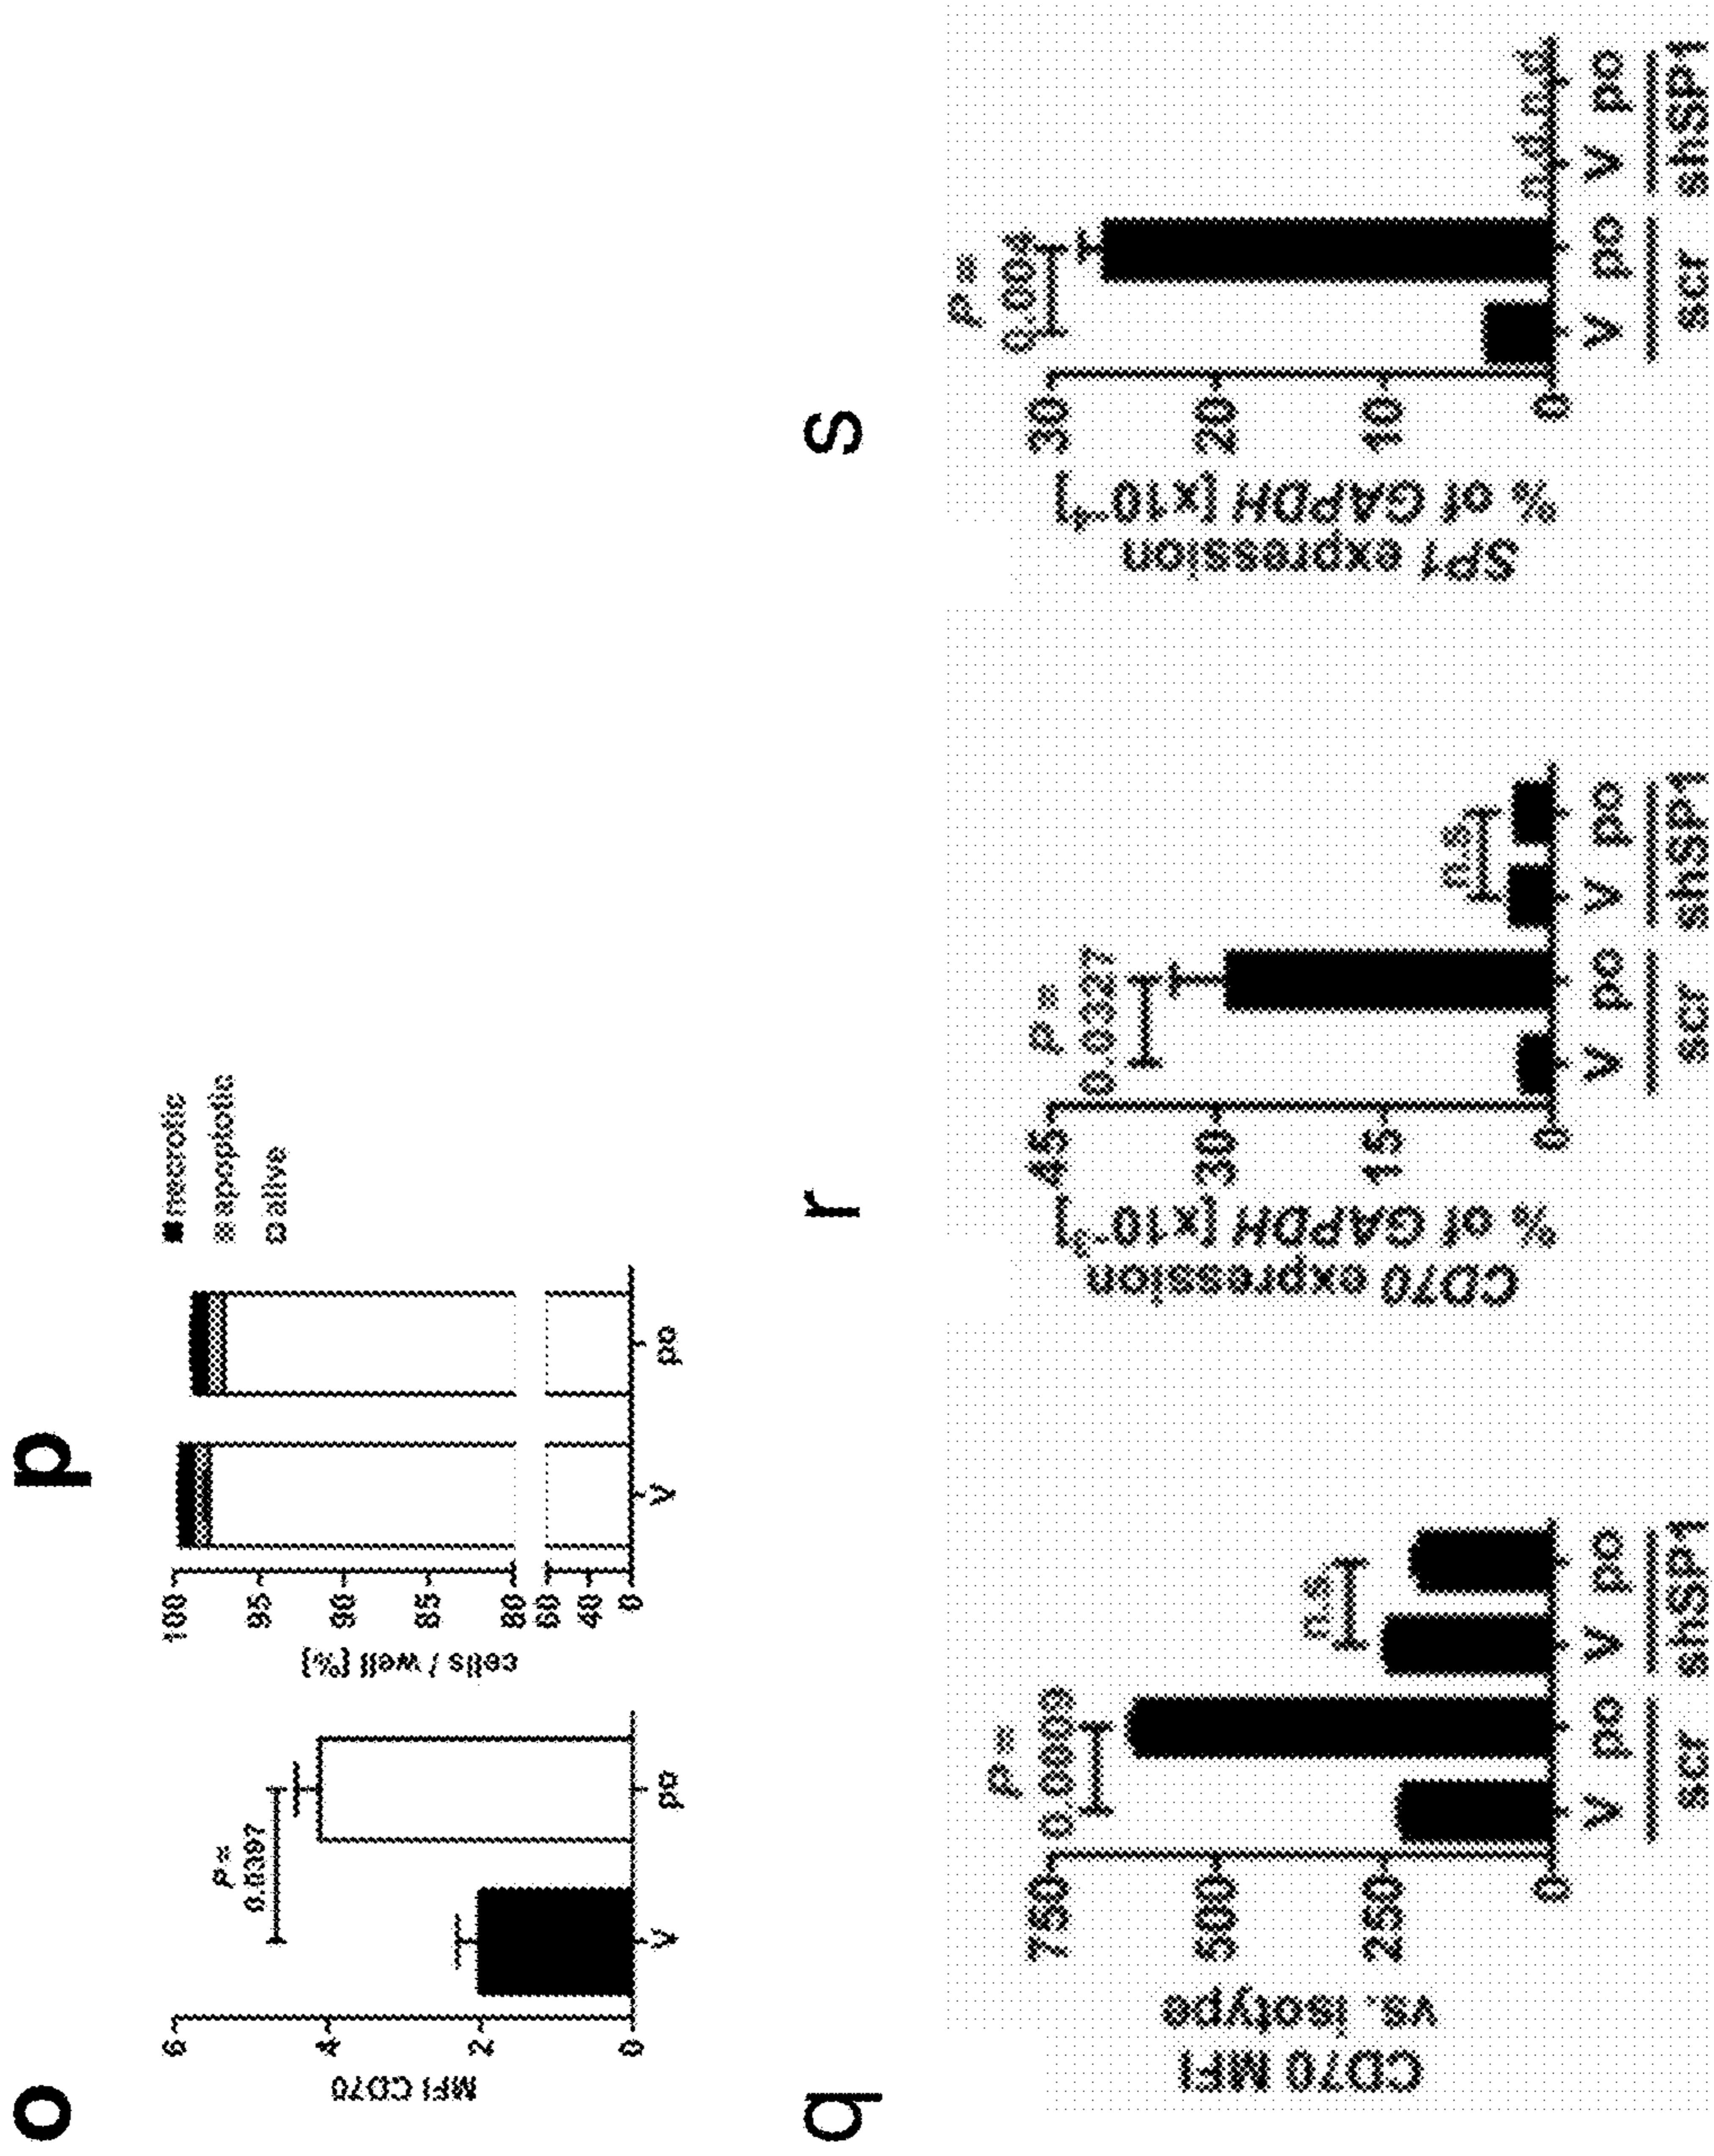 o
MFI CD70
6
4
2
0
P =
0.0397
V
po
p
cells / well [%]
100
95
90
85
80
60
40
0
V
po
necrotic
apoptotic
alive
q
CD70 MFI
vs. isotype
750
500
250
0
P =
0.0003
n.s
V po V po
scr shSP1
r
CD70 expression
% of GAPDH [x10⁻³]
45
30
15
0
P =
0.0327
n.s
V po V po
scr shSP1
s
SP1 expression
% of GAPDH [x10⁻⁴]
30
20
10
0
P =
0.004
n.d. n.d
V po V po
scr shSP1